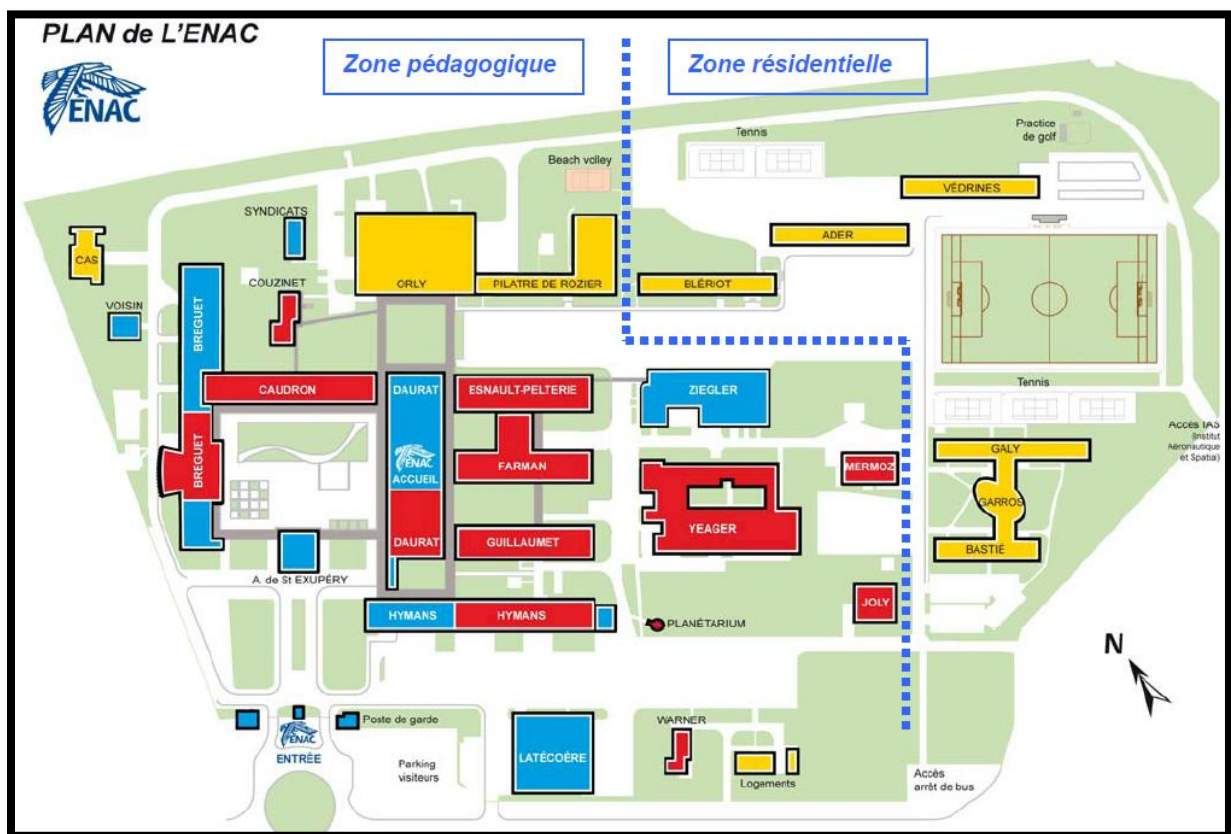 PLAN de L'ENAC
Zone pédagogique
Zone résidentielle
ENAC
Tennis
Practice
de golf
Beach volley
VÉDRINES
SYNDICATS
ADER
CAS
COUZINET
ORLY
PILATRE DE ROZIER
BLÉRIOT
VOISIN
BREGUET
CAUDRON
DAURAT
ESNAULT-PELTERIE
ZIEGLER
Tennis
Accès IAS
(Institut
Aéronautique
et Spatial)
BREGUET
ENAC
ACCUEIL
FARMAN
MERMOZ
GALY
GARROS
YEAGER
DAURAT
GUILLAUMET
BASTIÉ
A. de St EXUPÉRY
HYMANS
HYMANS
PLANÉTARIUM
JOLY
N
Poste de garde
ENAC
ENTRÉE
WARNER
LATÉCOÈRE
Parking
visiteurs
Logements
Accès
arrêt de bus